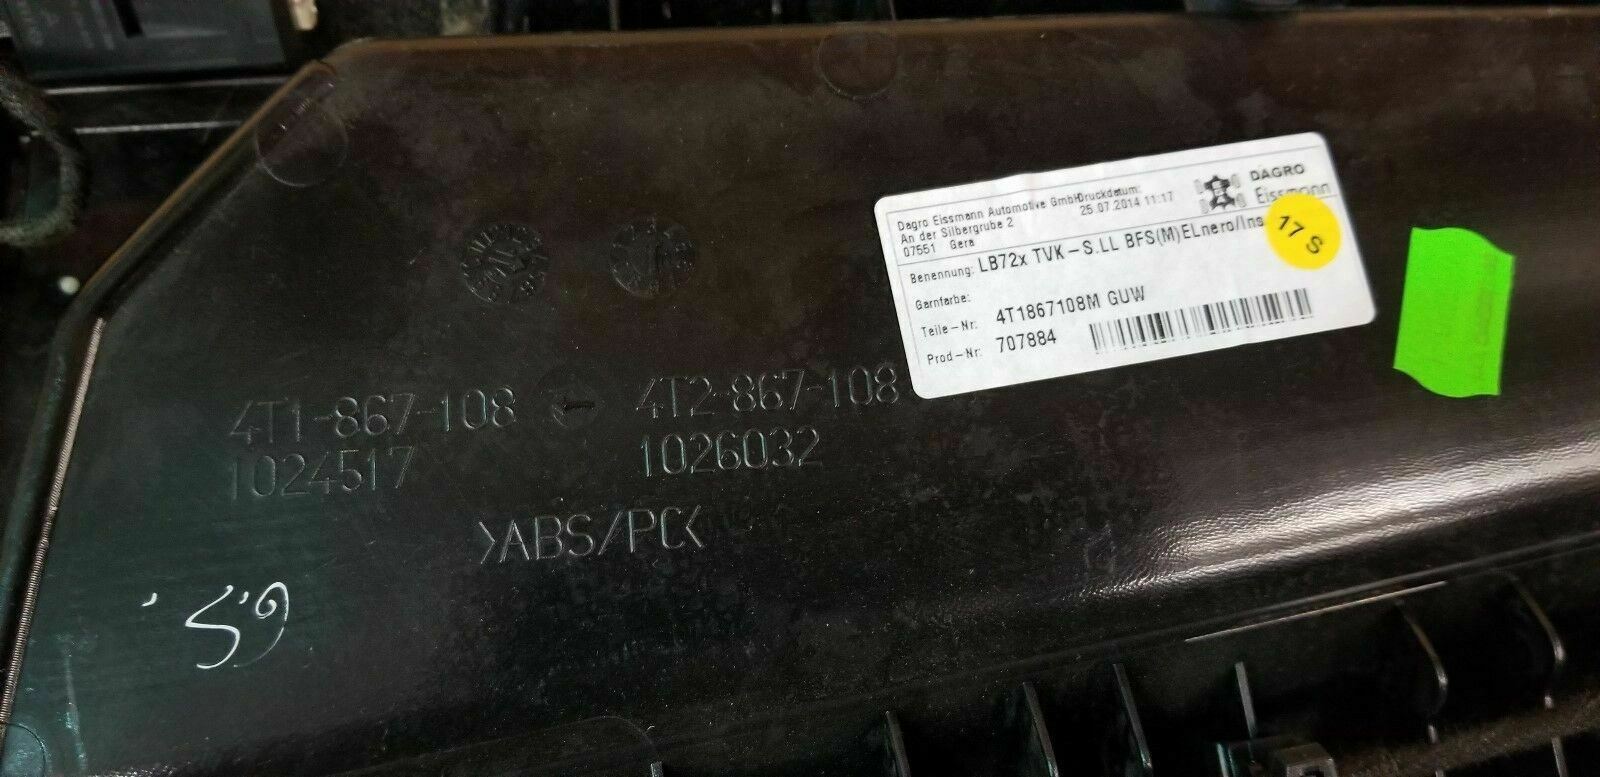 Dagro Eissmann Automotive GmbH Druckdatum:
An der Silbergrube 2 25.07.2014 11:17
07551 Gera
DAGRO
Eissmann
Benennung: LB72x TVK-S.LL BFS(M)ELnero/Ins
17 S
Garnfarbe:
Teile-Nr: 4T1867108M GUW
Prod-Nr: 707884
4T1-867-108 4T2-867-108
1024517 1026032
>ABS/PC<